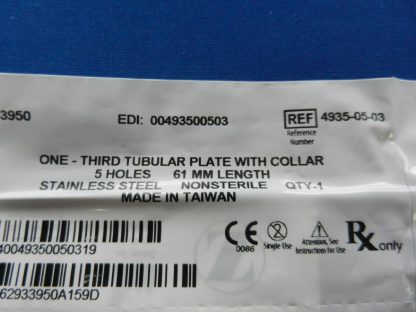 3950
EDI: 00493500503
REF 4935-05-03
Reference
Number
ONE - THIRD TUBULAR PLATE WITH COLLAR
5 HOLES 61 MM LENGTH
STAINLESS STEEL NONSTERILE QTY-1
MADE IN TAIWAN
40049350050319
CE
0086
Single Use
Attention, See
Instructions for Use
Rx only
62933950A159D